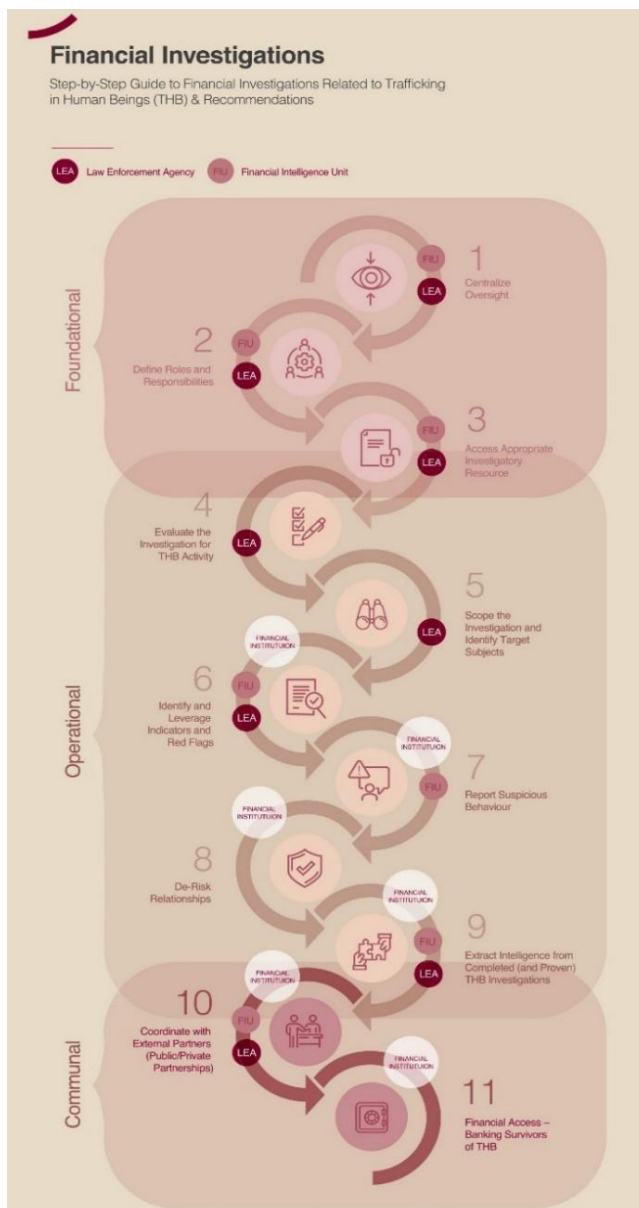 Financial Investigations
Step-by-Step Guide to Financial Investigations Related to Trafficking
in Human Beings (THB) & Recommendations
LEA Law Enforcement Agency FIU Financial Intelligence Unit
Foundational
1
Centralize
Oversight
FIU
LEA
2
Define Roles and
Responsibilities
FIU
LEA
3
Access Appropriate
Investigatory
Resource
FIU
LEA
Operational
4
Evaluate the
Investigation for
THB Activity
LEA
5
Scope the
Investigation and
Identify Target
Subjects
LEA
FINANCIAL
INSTITUTUION
6
Identify and
Leverage
Indicators and
Red Flags
FIU
LEA
FINANCIAL
INSTITUTUION
7
Report Suspicious
Behaviour
FIU
FINANCIAL
INSTITUTUION
8
De-Risk
Relationships
FINANCIAL
INSTITUTUION
9
Extract Intelligence from
Completed (and Proven)
THB Investigations
FIU
LEA
Communal
FINANCIAL
INSTITUTUION
10
Coordinate with
External Partners
(Public/Private
Partnerships)
FIU
LEA
FINANCIAL
INSTITUTUION
11
Financial Access –
Banking Survivors
of THB